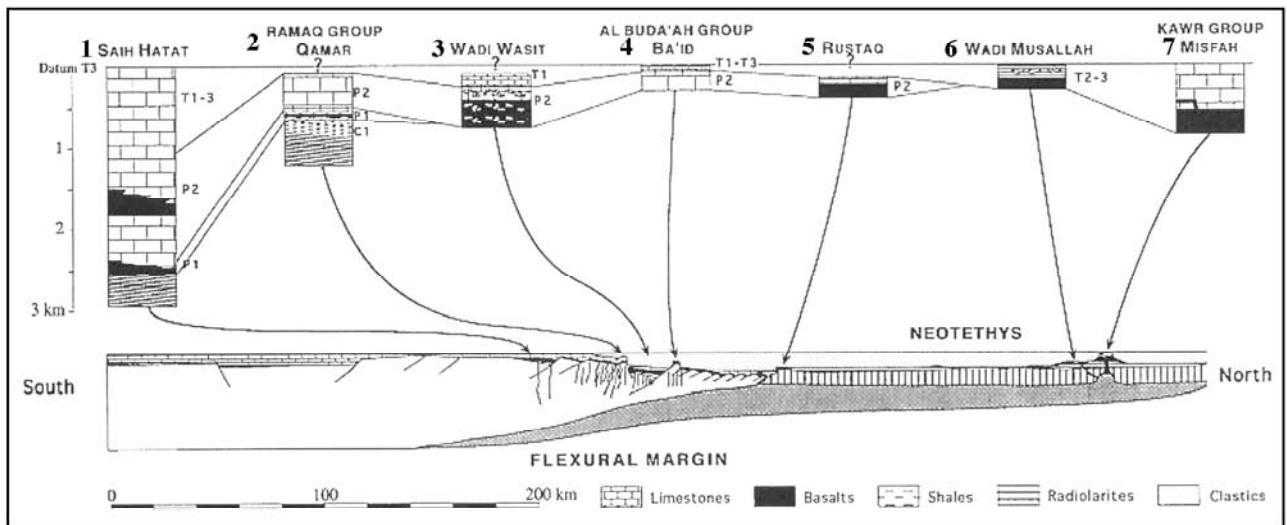 RAMAQ GROUP
AL BUDA'AH GROUP
KAWR GROUP
1 SAIH HATAT
2 QAMAR
3 WADI WASIT
4 BA'ID
5 RUSTAQ
6 WADI MUSALLAH
7 MISFAH
Datum T3
?
?
?
T1-3
P2
P1
P2
P1
C1
T1
P2
T1-T3
P2
P2
T2-3
1
2
3 km
NEOTETHYS
South
North
FLEXURAL MARGIN
0 100 200 km
Limestones
Basalts
Shales
Radiolarites
Clastics